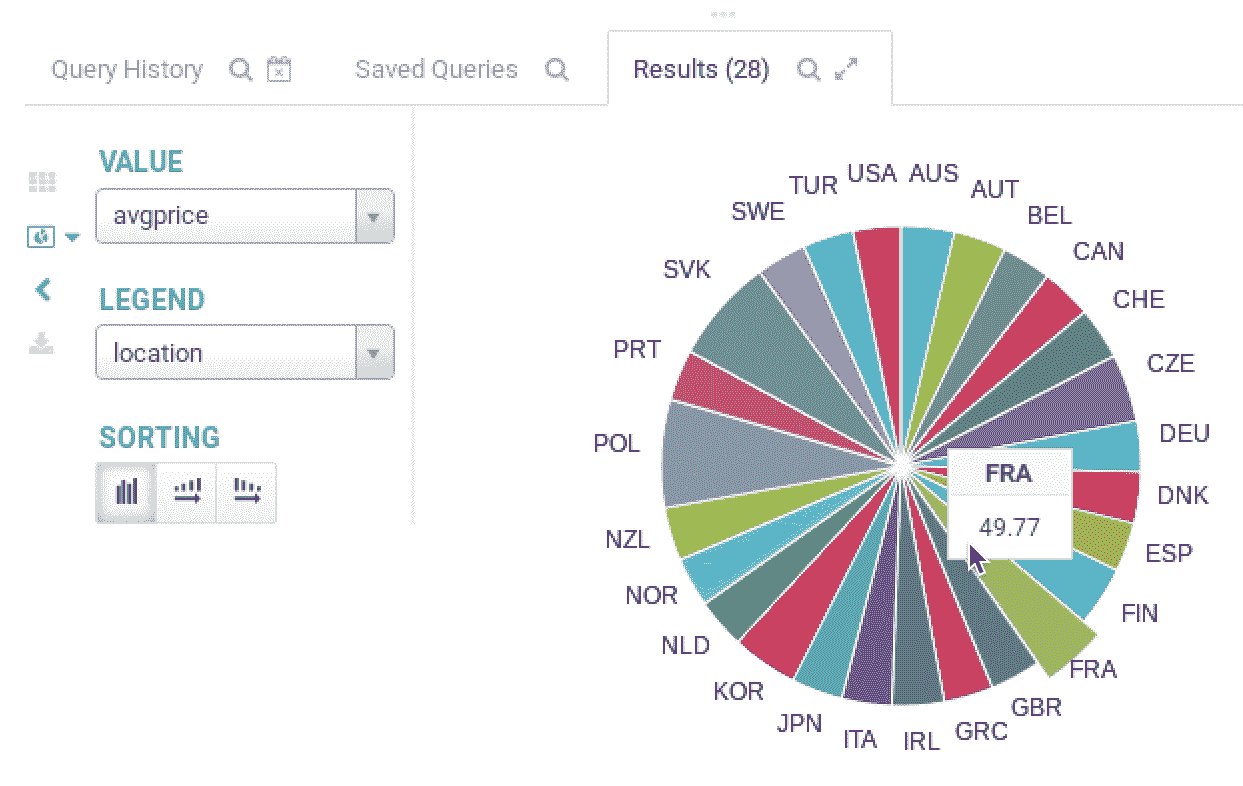 Query History
Saved Queries
Results (28)
VALUE
avgprice
LEGEND
location
SORTING
USA
AUS
AUT
BEL
CAN
CHE
CZE
DEU
DNK
ESP
FIN
FRA
GBR
GRC
IRL
ITA
JPN
KOR
NLD
NOR
NZL
POL
PRT
SVK
SWE
TUR
FRA
49.77